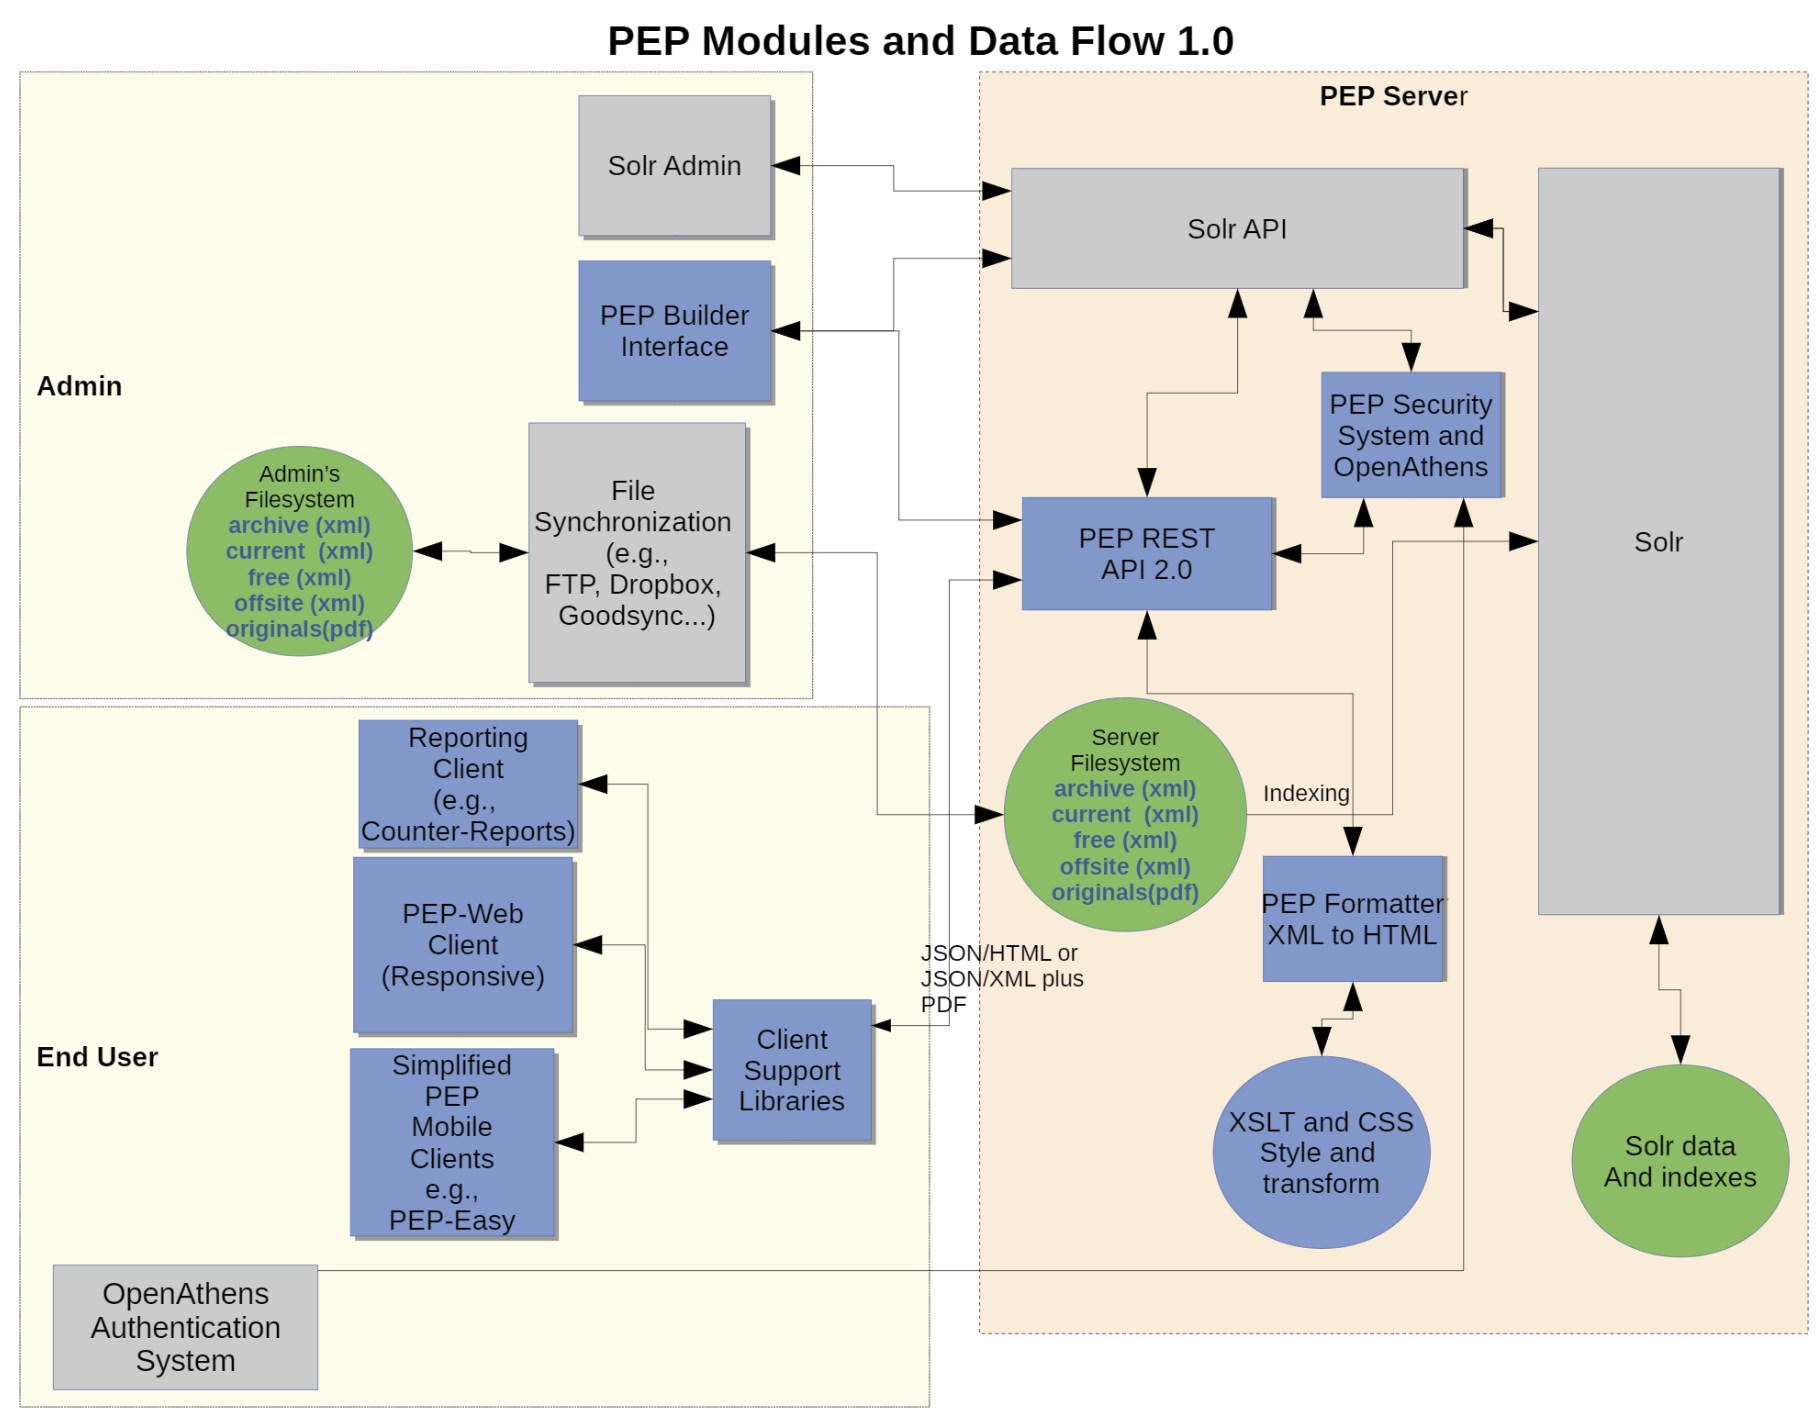 PEP Modules and Data Flow 1.0
Admin
Solr Admin
PEP Builder
Interface
File
Synchronization
(e.g.,
FTP, Dropbox,
Goodsync...)
Admin’s
Filesystem
archive (xml)
current  (xml)
free (xml)
offsite (xml)
originals(pdf)
End User
Reporting
Client
(e.g.,
Counter-Reports)
PEP-Web
Client
(Responsive)
Simplified
PEP
Mobile
Clients
e.g.,
PEP-Easy
Client
Support
Libraries
OpenAthens
Authentication
System
JSON/HTML or
JSON/XML plus
PDF
PEP Server
Solr API
PEP Security
System and
OpenAthens
PEP REST
API 2.0
Solr
Server
Filesystem
archive (xml)
current  (xml)
free (xml)
offsite (xml)
originals(pdf)
Indexing
PEP Formatter
XML to HTML
XSLT and CSS
Style and
transform
Solr data
And indexes